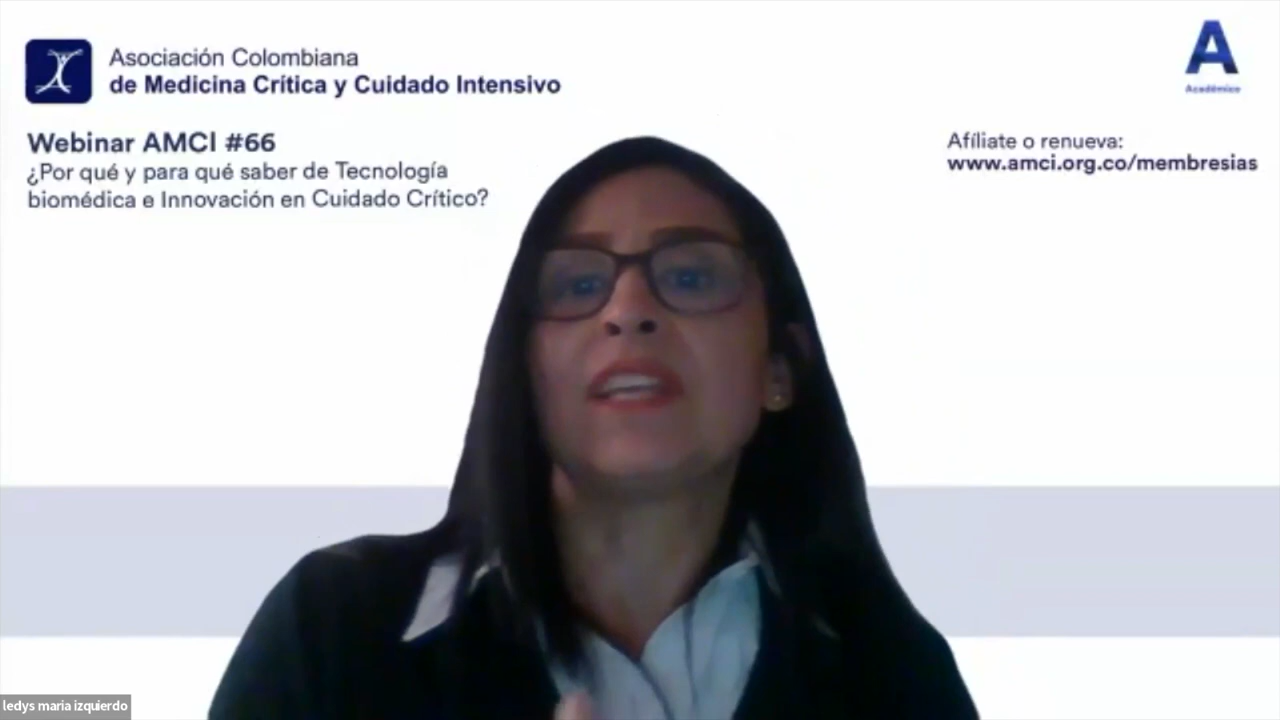 Asociación Colombiana
de Medicina Crítica y Cuidado Intensivo
A
Académico
Webinar AMCI #66
¿Por qué y para qué saber de Tecnología
biomédica e Innovación en Cuidado Crítico?
Afíliate o renueva:
www.amci.org.co/membresias
ledys maria izquierdo